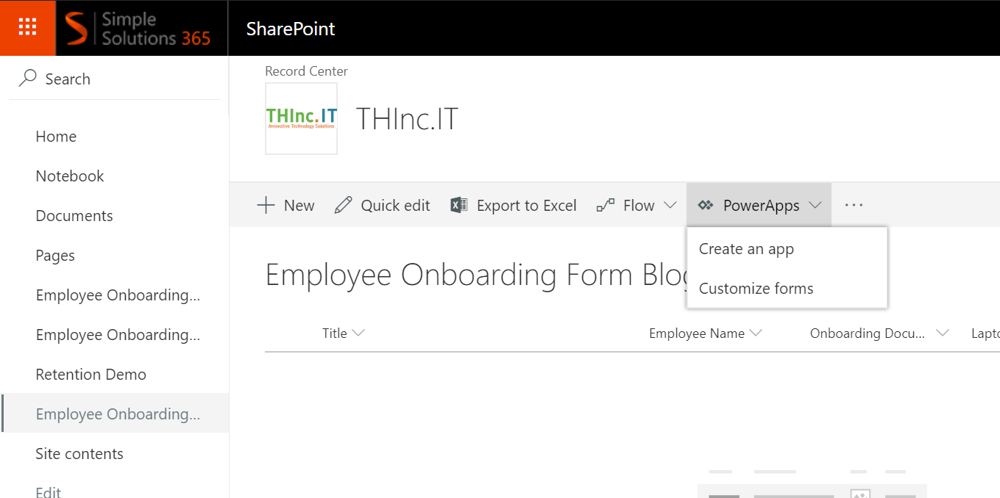 Simple
Solutions 365
SharePoint
Search
Home
Notebook
Documents
Pages
Employee Onboarding...
Employee Onboarding...
Retention Demo
Employee Onboarding...
Site contents
Edit
Record Center
THInc.IT
Innovative Technology Solutions
THInc.IT
New Quick edit Export to Excel Flow PowerApps ...
Create an app
Customize forms
Employee Onboarding Form Blog
Title Employee Name Onboarding Docu... Lapto